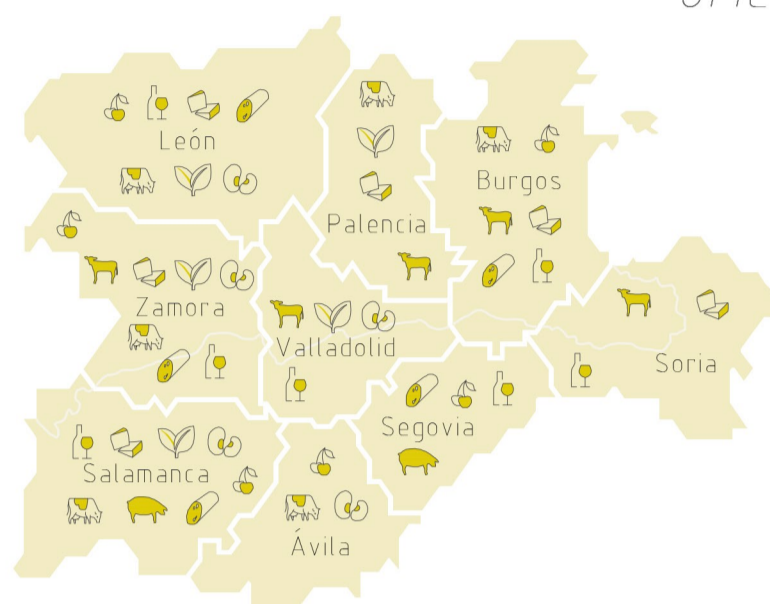 León
Burgos
Palencia
Zamora
Valladolid
Soria
Segovia
Salamanca
Ávila